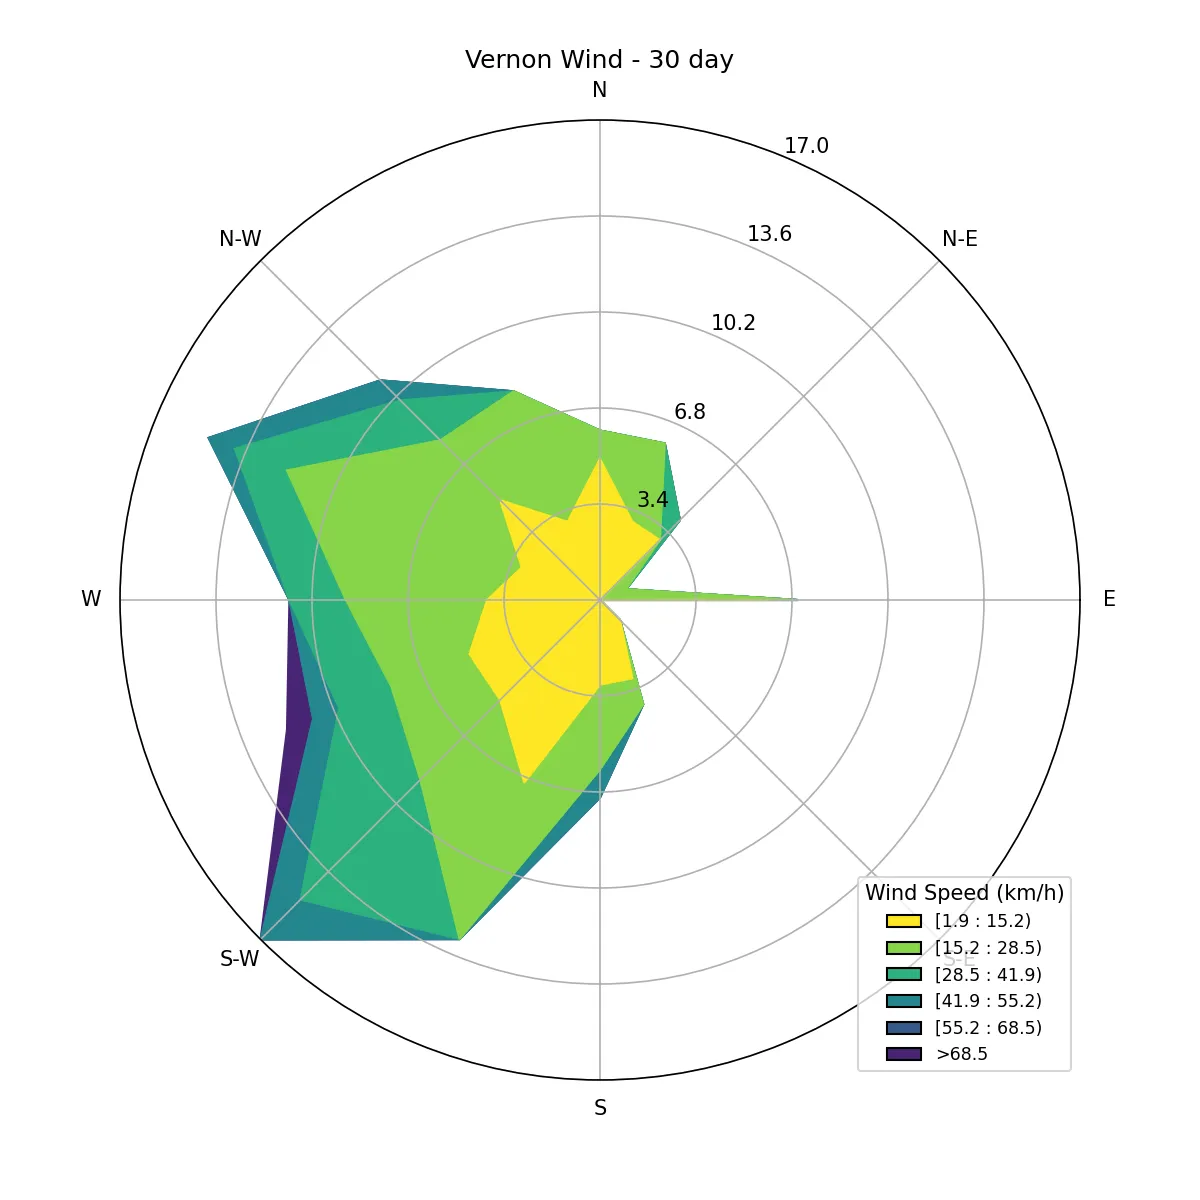 Vernon Wind - 30 day
N
17.0
N-W
13.6
N-E
10.2
6.8
3.4
W
E
S-W
S-E
S
Wind Speed (km/h)
[1.9 : 15.2)
[15.2 : 28.5)
[28.5 : 41.9)
[41.9 : 55.2)
[55.2 : 68.5)
>68.5